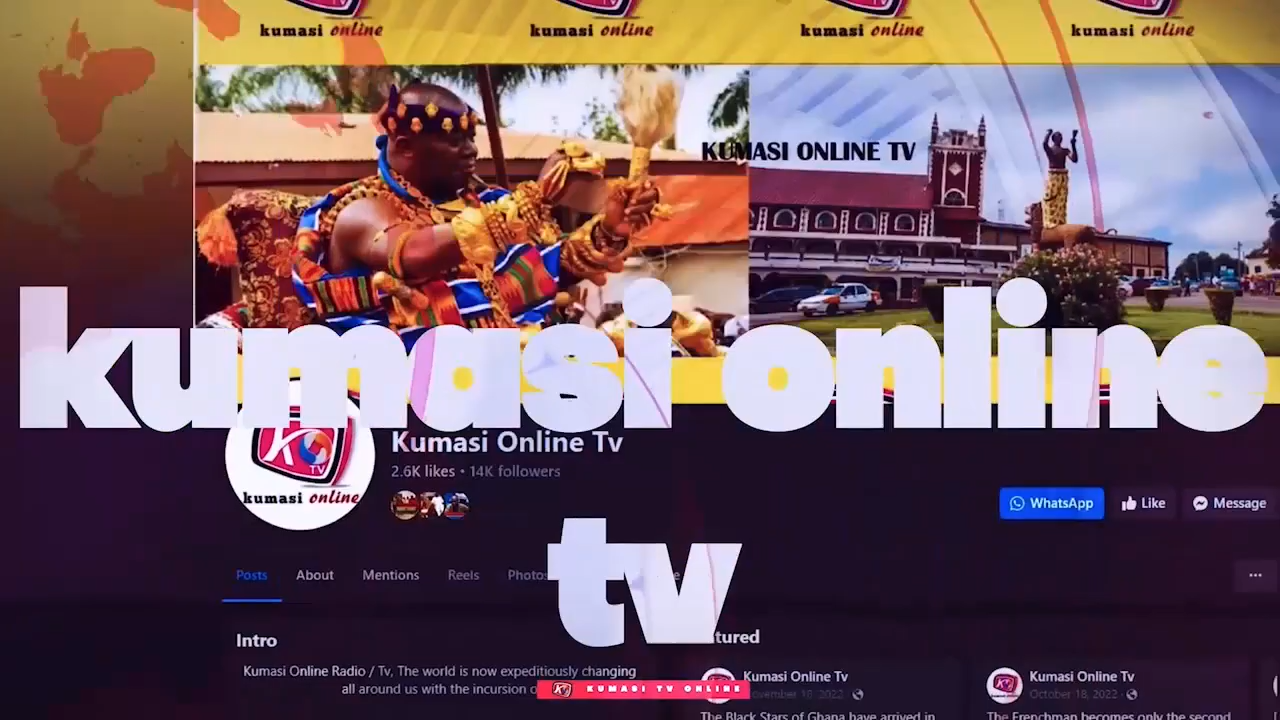 kumasi online
kumasi online
kumasi online
kumasi online
KUMASI ONLINE TV
kumasi online
tv
TV
kumasi online
Kumasi Online Tv
2.6K likes • 14K followers
WhatsApp
Like
Message
Posts
About
Mentions
Reels
Intro
Kumasi Online Radio / Tv, The world is now expeditiously changing
all around us with the incursion
KUMASI TV ONLINE
Kumasi Online Tv
October 18, 2022
Kumasi Online Tv
18, 2022
The Black Stars of Ghana have arrived in
The Frenchman becomes only the second